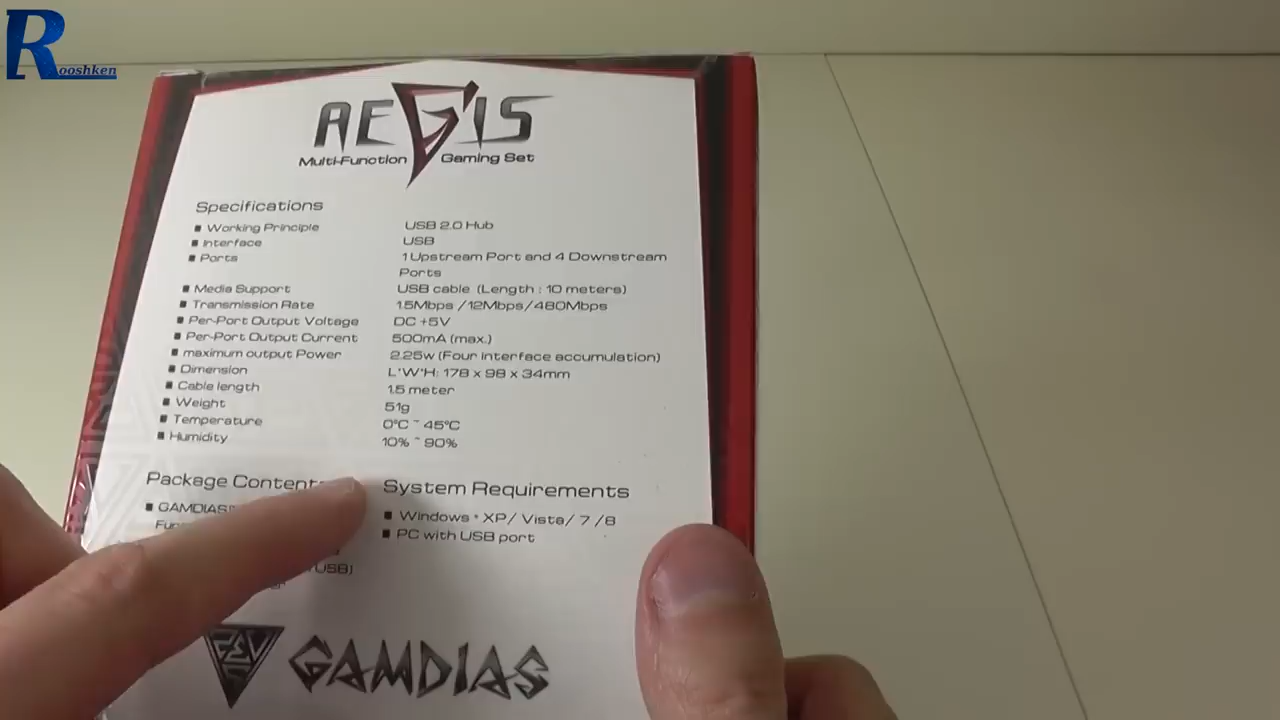 Rooshken
AEGIS
Multi-Function Gaming Set
Specifications
■ Working Principle USB 2.0 Hub
■ Interface USB
■ Ports 1 Upstream Port and 4 Downstream
Ports
■ Media Support USB cable (Length : 10 meters)
■ Transmission Rate 1.5Mbps /12Mbps/480Mbps
■ Per-Port Output Voltage DC +5V
■ Per-Port Output Current 500mA (max.)
■ maximum output Power 2.25w (Four interface accumulation)
■ Dimension L*W*H: 178 x 98 x 34mm
■ Cable length 1.5 meter
■ Weight 51g
■ Temperature 0°C ~ 45°C
■ Humidity 10% ~ 90%
Package Contents
■ GAMDIAS
USB)
System Requirements
■ Windows® XP/ Vista/ 7 /8
■ PC with USB port
GAMDIAS